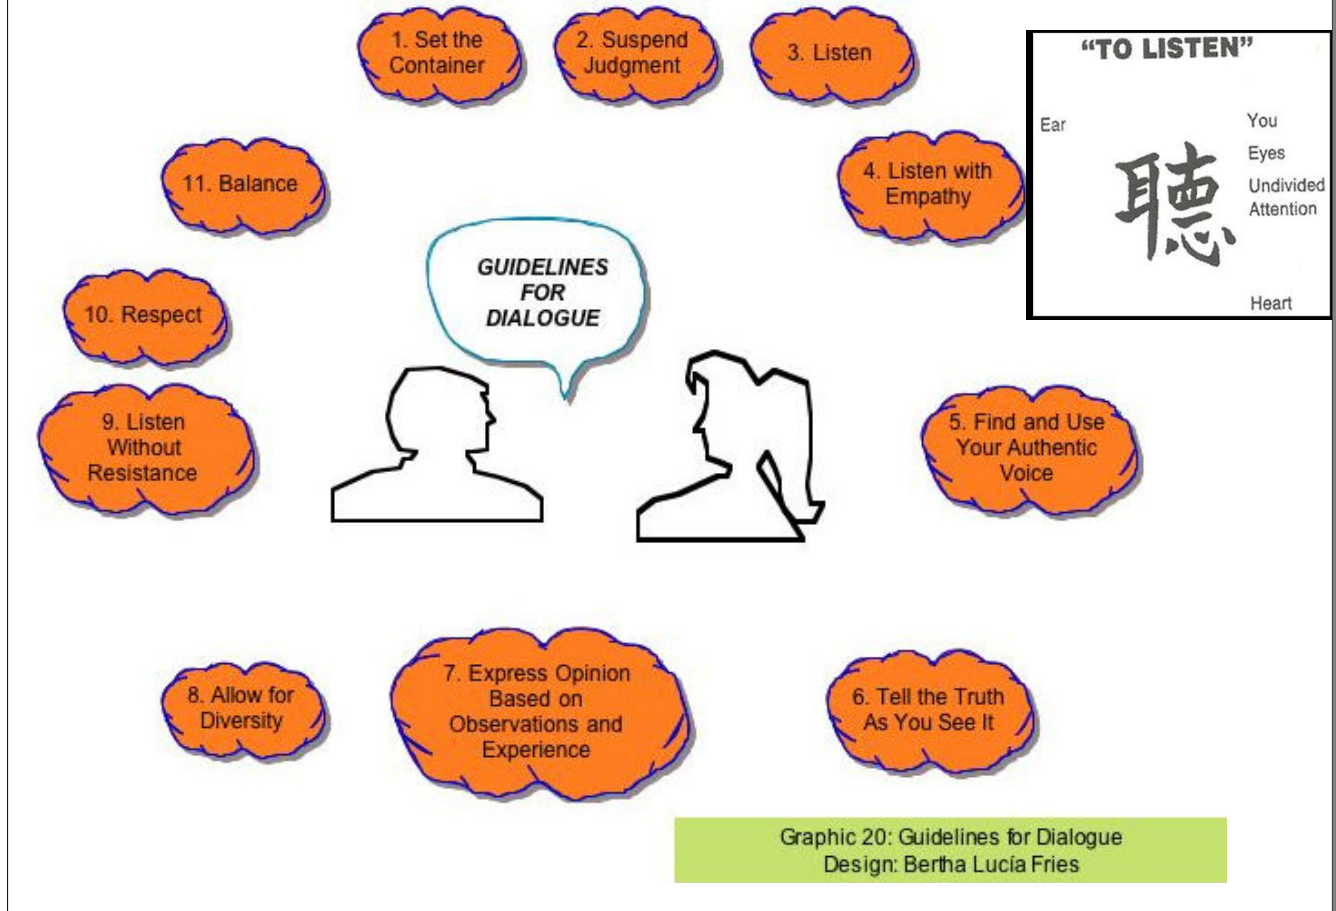 1. Set the
Container
2. Suspend
Judgment
3. Listen
4. Listen with
Empathy
"TO LISTEN"
Ear
聽
You
Eyes
Undivided
Attention
Heart
5. Find and Use
Your Authentic
Voice
6. Tell the Truth
As You See It
7. Express Opinion
Based on
Observations and
Experience
8. Allow for
Diversity
9. Listen
Without
Resistance
10. Respect
11. Balance
GUIDELINES
FOR
DIALOGUE
Graphic 20: Guidelines for Dialogue
Design: Bertha Lucía Fries